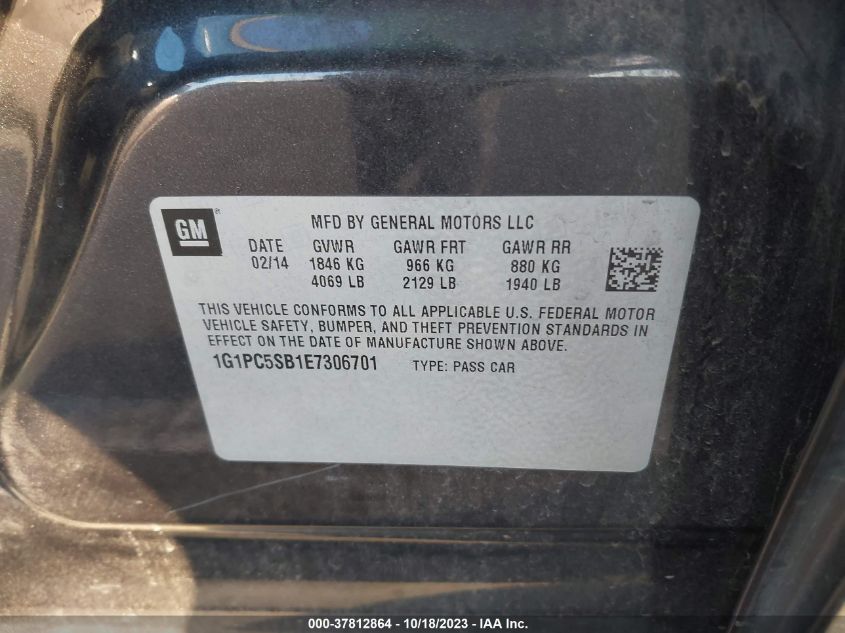 GM
MFD BY GENERAL MOTORS LLC
DATE GVWR GAWR FRT GAWR RR
02/14 1846 KG 966 KG 880 KG
4069 LB 2129 LB 1940 LB
THIS VEHICLE CONFORMS TO ALL APPLICABLE U.S. FEDERAL MOTOR
VEHICLE SAFETY, BUMPER, AND THEFT PREVENTION STANDARDS IN
EFFECT ON THE DATE OF MANUFACTURE SHOWN ABOVE.
1G1PC5SB1E7306701 TYPE: PASS CAR
000-37812864 - 10/18/2023 - IAA Inc.